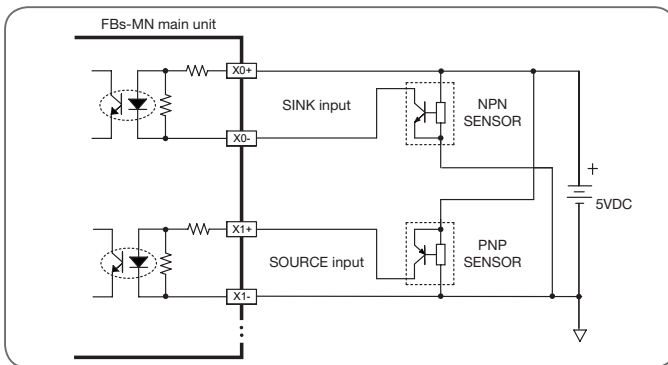 FBs-MN main unit
X0+
SINK input
NPN
SENSOR
X0-
+
5VDC
X1+
SOURCE input
PNP
SENSOR
X1-